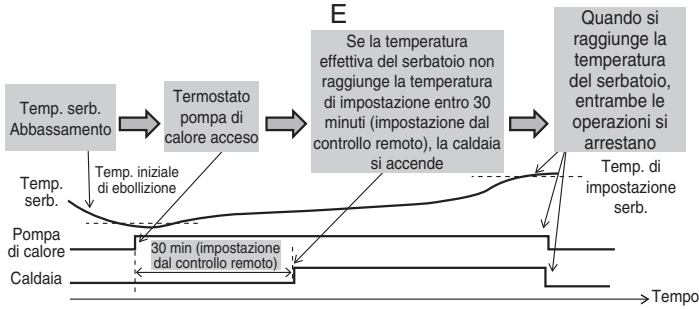 E
Temp. serb.
Abbassamento
Termostato
pompa di
calore acceso
Se la temperatura
effettiva del serbatoio non
raggiunge la temperatura
di impostazione entro 30
minuti (impostazione dal
controllo remoto), la caldaia
si accende
Quando si
raggiunge la
temperatura
del serbatoio,
entrambe le
operazioni si
arrestano
Temp. iniziale
di ebollizione
Temp.
serb.
Temp. di
impostazione
serb.
Pompa
di calore
30 min (impostazione
dal controllo remoto)
Caldaia
Tempo